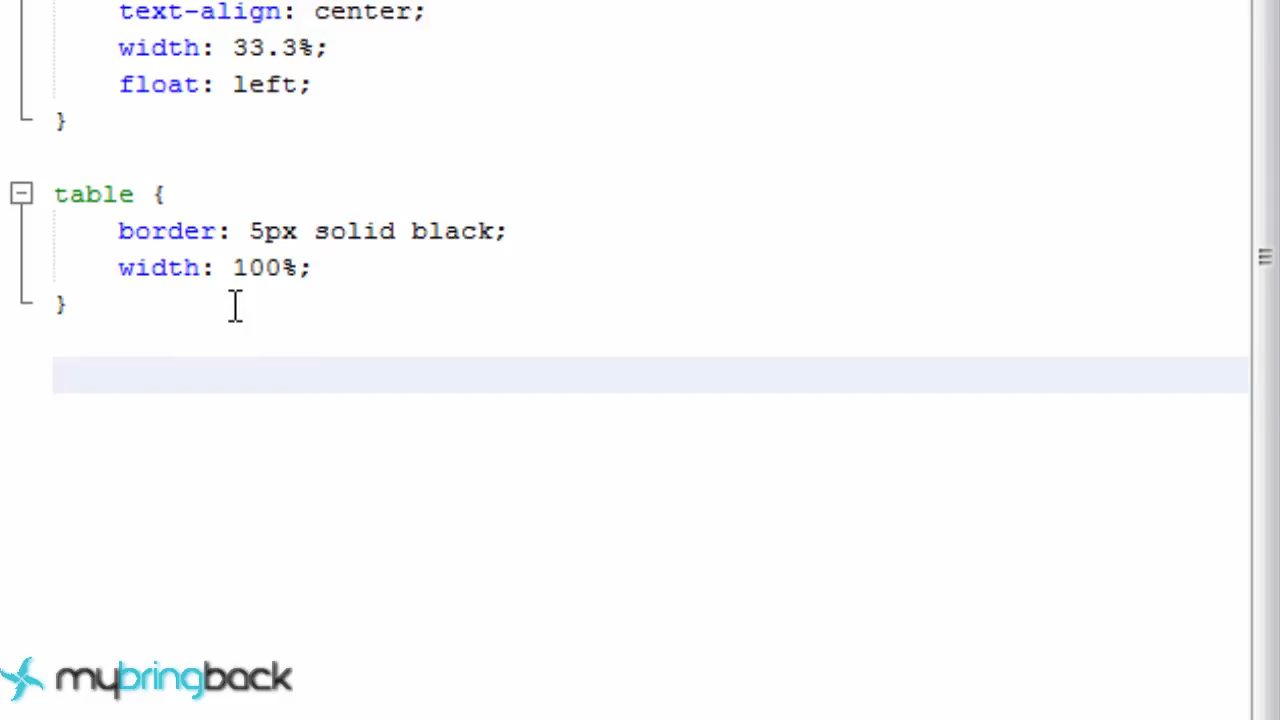 text-align: center;
width: 33.3%;
float: left;
}
table {
border: 5px solid black;
width: 100%;
}
mybringback